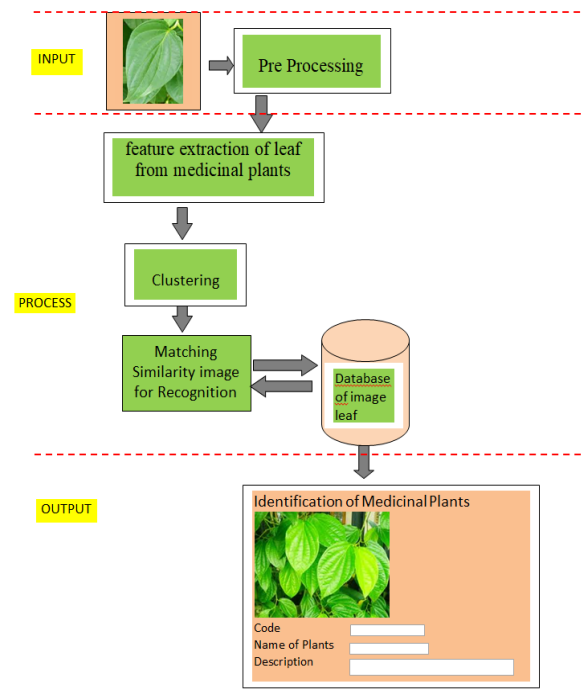 INPUT
Pre Processing
feature extraction of leaf
from medicinal plants
Clustering
PROCESS
Matching
Similarity image
for Recognition
Database
of image
leaf
OUTPUT
Identification of Medicinal Plants
Code
Name of Plants
Description